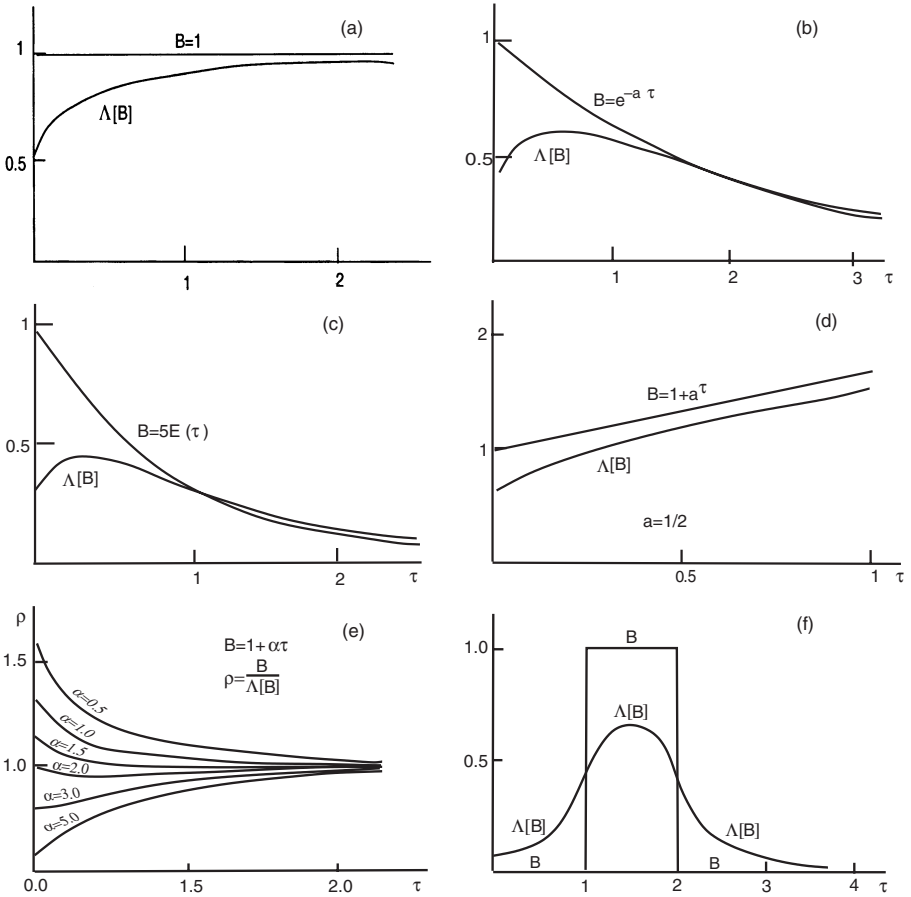 (a)
1
B=1
Λ[B]
0.5
1
2
(b)
1
B=e^{-a τ}
0.5
Λ[B]
1
2
3
τ
(c)
1
B=5E (τ)
0.5
Λ[B]
1
2
τ
(d)
2
B=1+a^τ
1
Λ[B]
a=1/2
0.5
1
τ
(e)
ρ
B=1+ατ
ρ=B/Λ[B]
1.5
α=0.5
α=1.0
α=1.5
1.0
α=2.0
α=3.0
α=5.0
0.0
1.5
2.0
τ
(f)
B
1.0
Λ[B]
0.5
Λ[B]
Λ[B]
B
B
1
2
3
4
τ